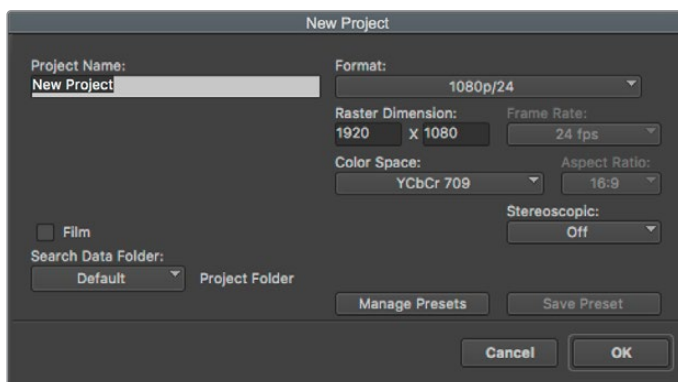 New Project
Project Name:
New Project
Format:
1080p/24
Raster Dimension:
1920 x 1080
Frame Rate:
24 fps
Color Space:
YCbCr 709
Aspect Ratio:
16:9
Stereoscopic:
Off
Film
Search Data Folder:
Default
Project Folder
Manage Presets
Save Preset
Cancel
OK